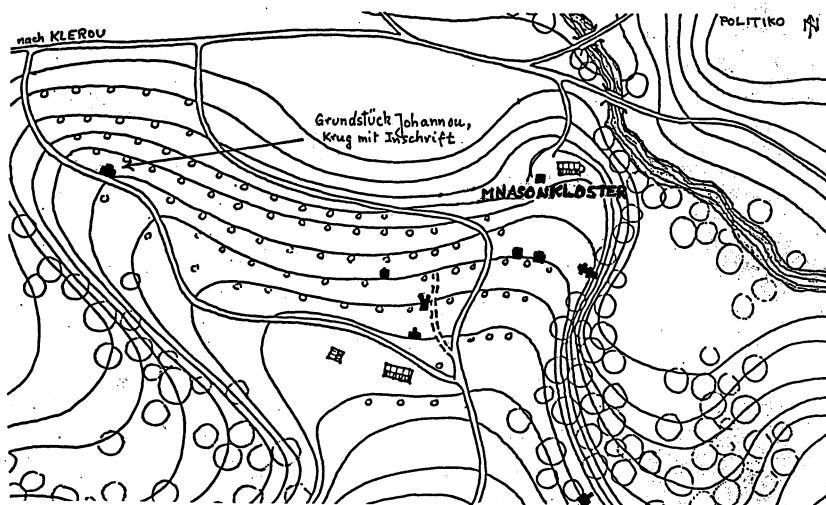 nach KLEROU
POLITIKO
N
Grundstück Johannou,
Krug mit Inschrift
MNASONKLOSTER